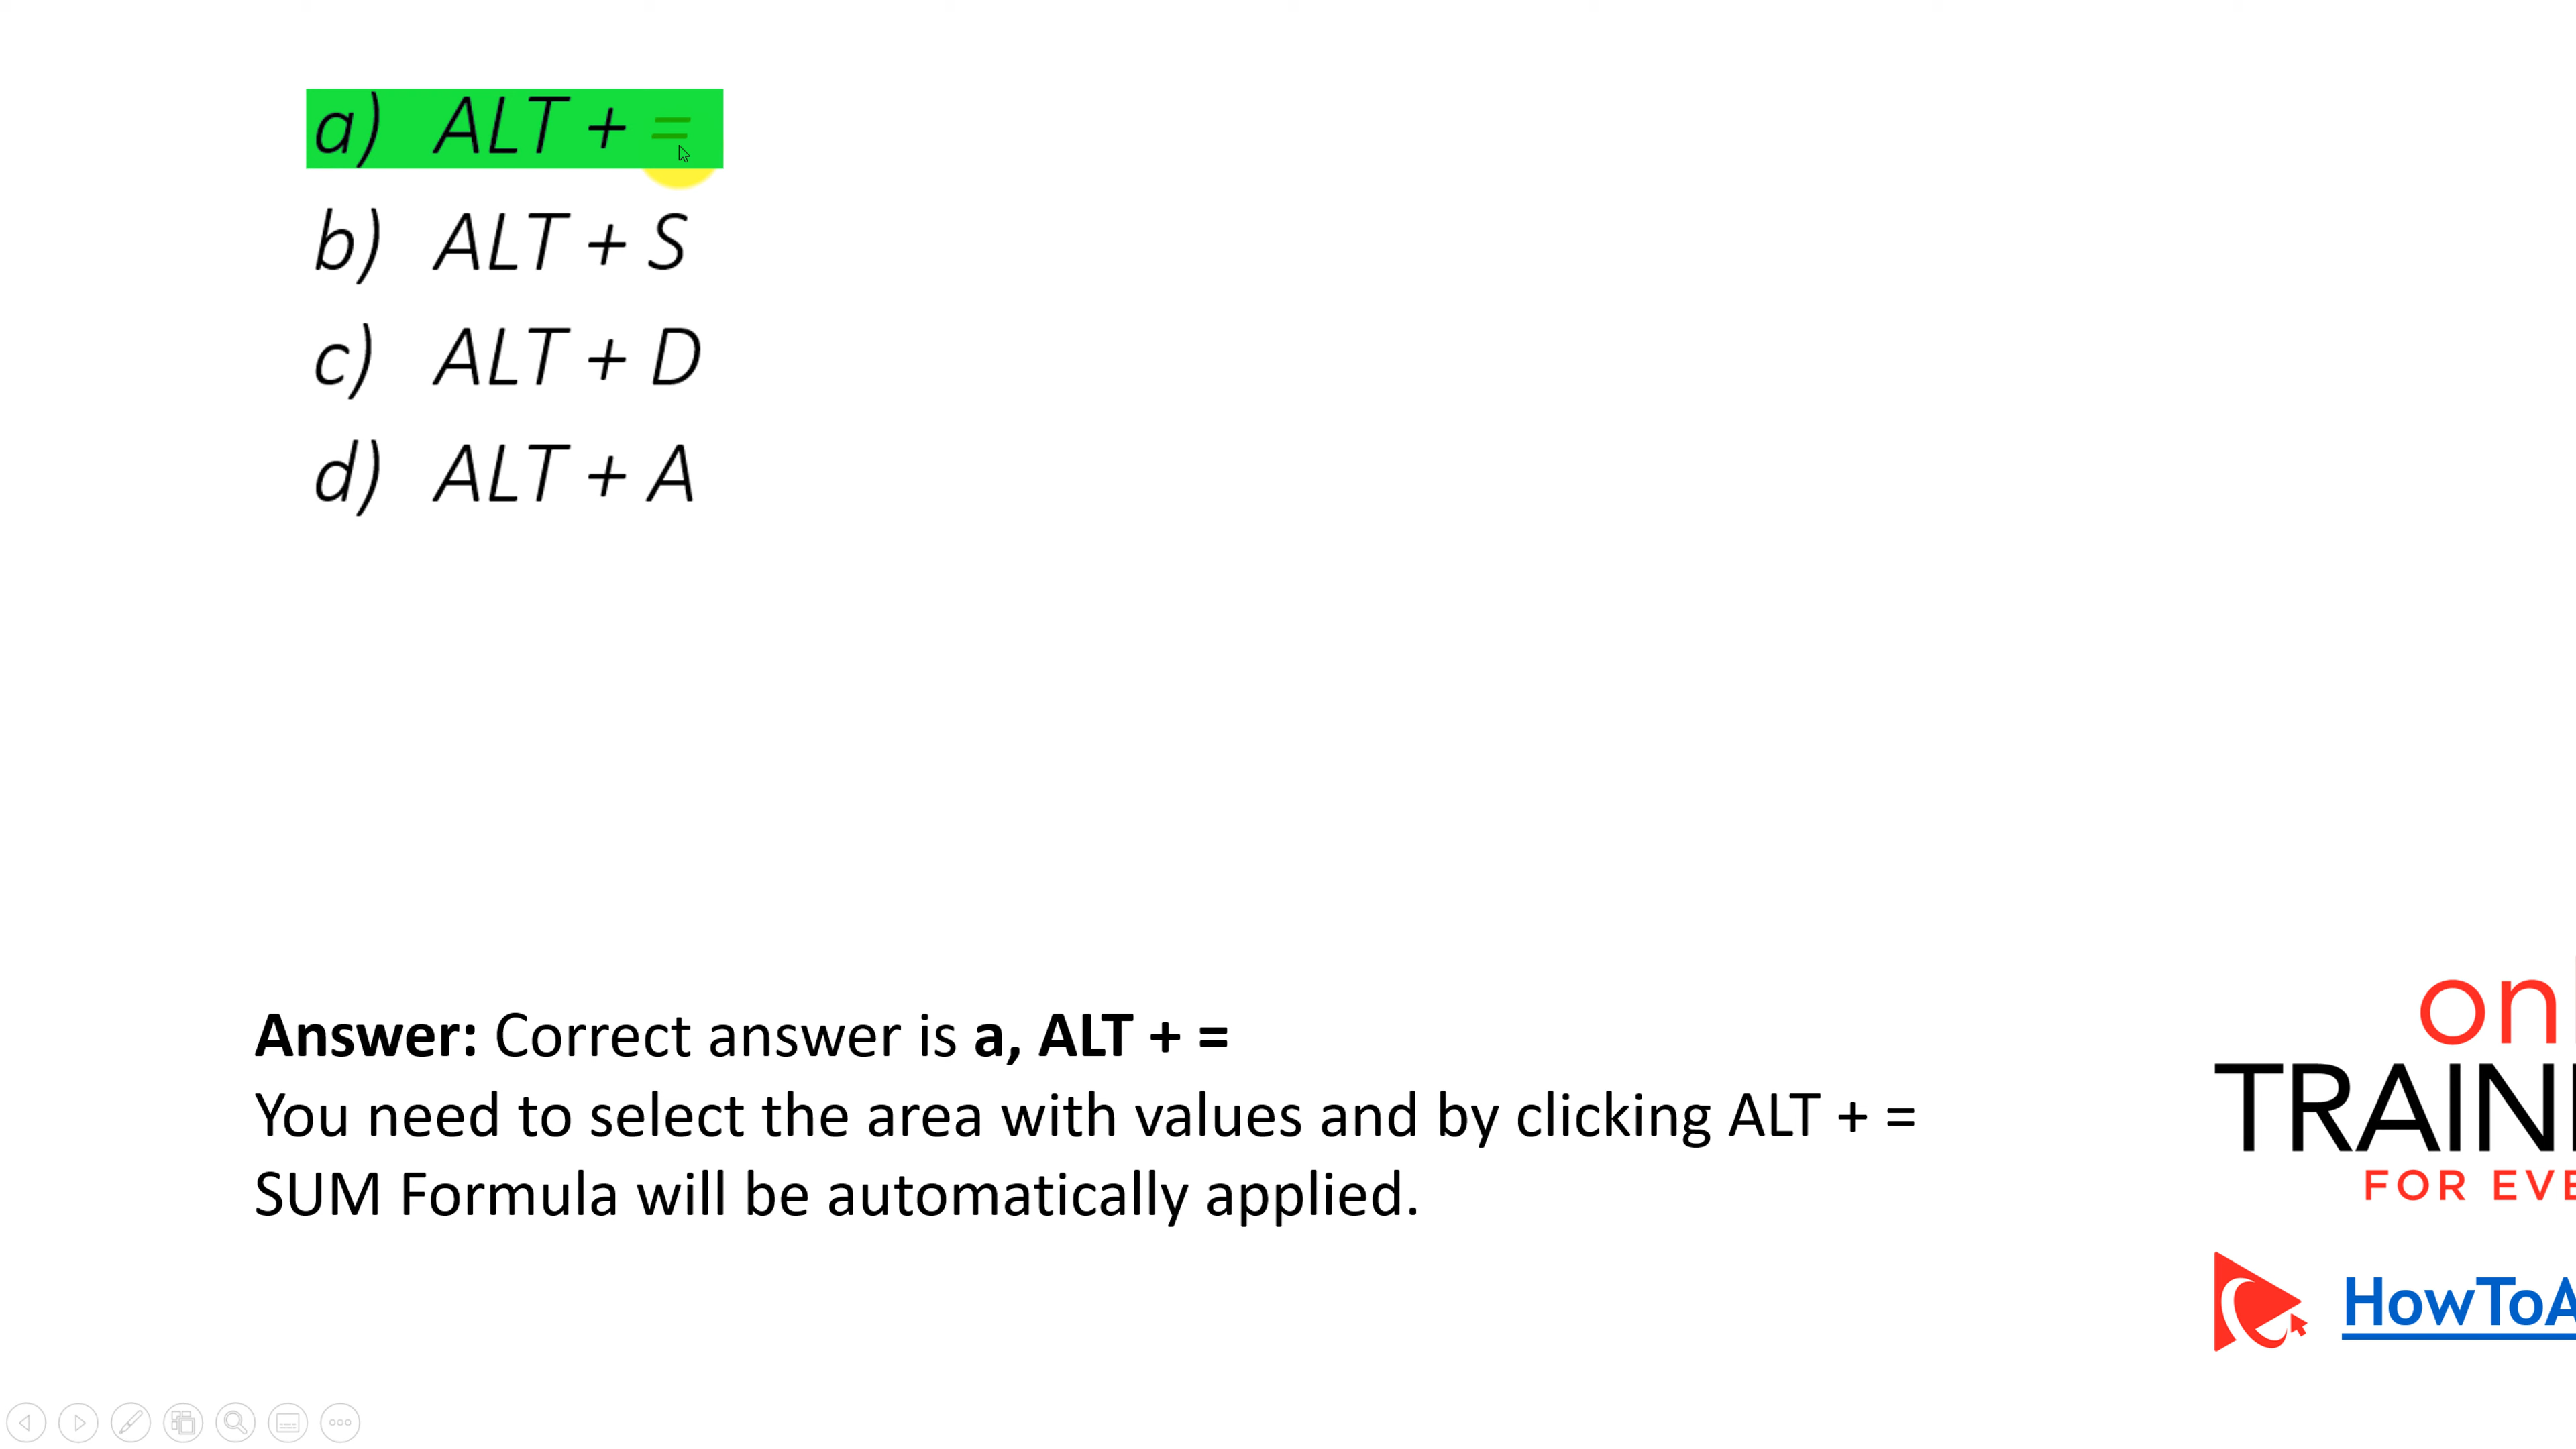 a) ALT + =
b) ALT + S
c) ALT + D
d) ALT + A
Answer: Correct answer is a, ALT + =
You need to select the area with values and by clicking ALT + =
SUM Formula will be automatically applied.
on
TRAIN
FOR EVE
HowToA